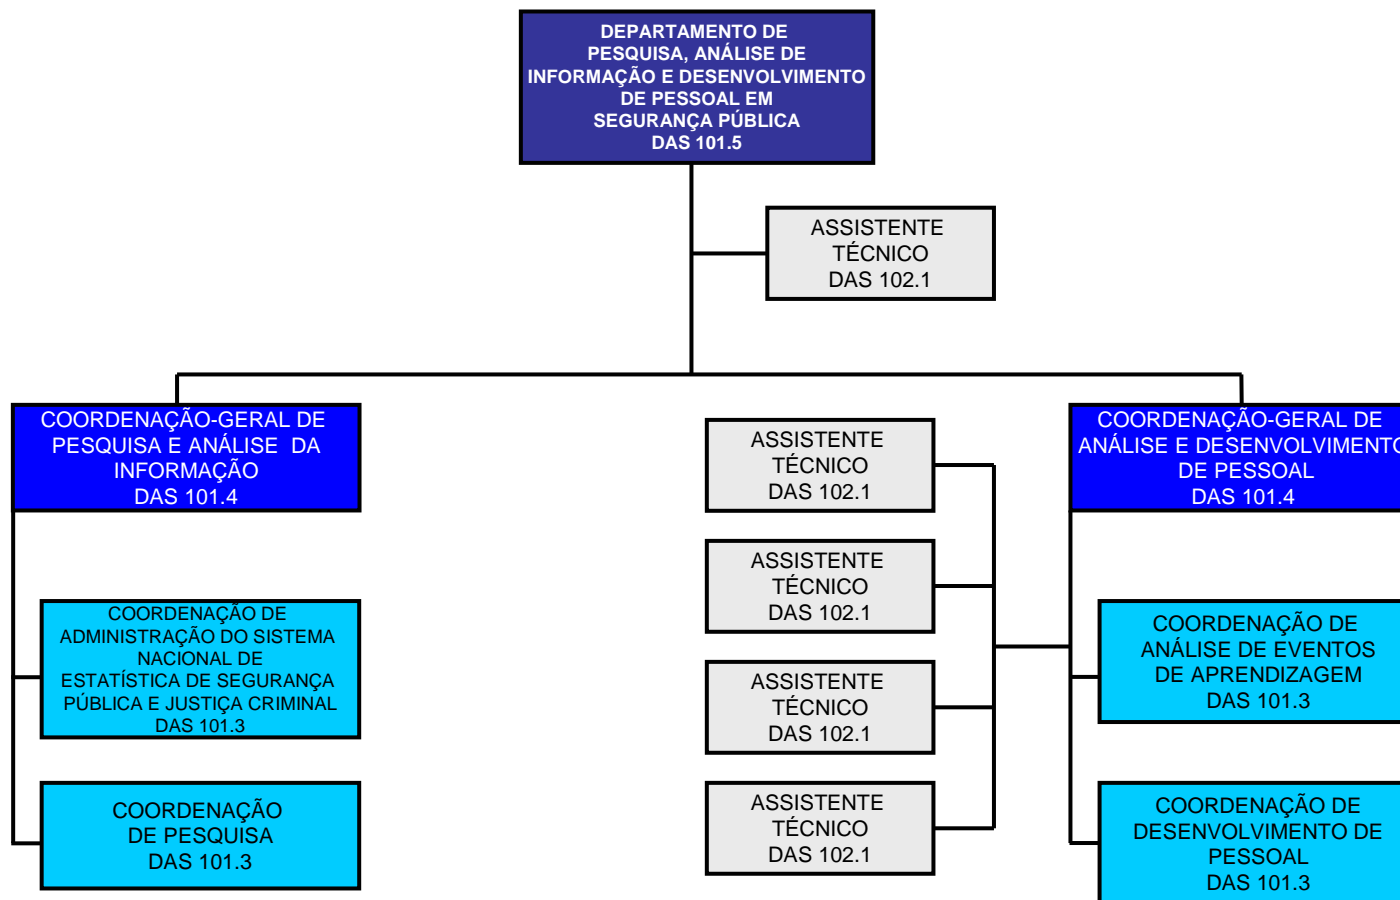 DEPARTAMENTO DE
PESQUISA, ANÁLISE DE
INFORMAÇÃO E DESENVOLVIMENTO
DE PESSOAL EM
SEGURANÇA PÚBLICA
DAS 101.5
ASSISTENTE
TÉCNICO
DAS 102.1
COORDENAÇÃO-GERAL DE
PESQUISA E ANÁLISE DA
INFORMAÇÃO
DAS 101.4
COORDENAÇÃO DE
ADMINISTRAÇÃO DO SISTEMA
NACIONAL DE
ESTATÍSTICA DE SEGURANÇA
PÚBLICA E JUSTIÇA CRIMINAL
DAS 101.3
COORDENAÇÃO
DE PESQUISA
DAS 101.3
ASSISTENTE
TÉCNICO
DAS 102.1
ASSISTENTE
TÉCNICO
DAS 102.1
ASSISTENTE
TÉCNICO
DAS 102.1
ASSISTENTE
TÉCNICO
DAS 102.1
COORDENAÇÃO-GERAL DE
ANÁLISE E DESENVOLVIMENTO
DE PESSOAL
DAS 101.4
COORDENAÇÃO DE
ANÁLISE DE EVENTOS
DE APRENDIZAGEM
DAS 101.3
COORDENAÇÃO DE
DESENVOLVIMENTO DE
PESSOAL
DAS 101.3